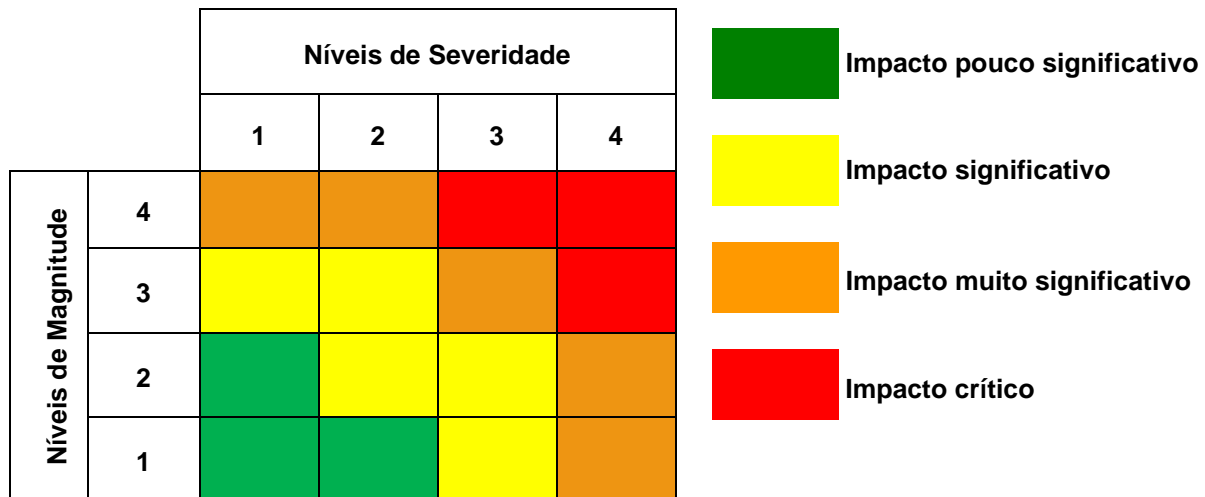 Níveis de Severidade
1 2 3 4
Níveis de Magnitude
4
3
2
1
Impacto pouco significativo
Impacto significativo
Impacto muito significativo
Impacto crítico